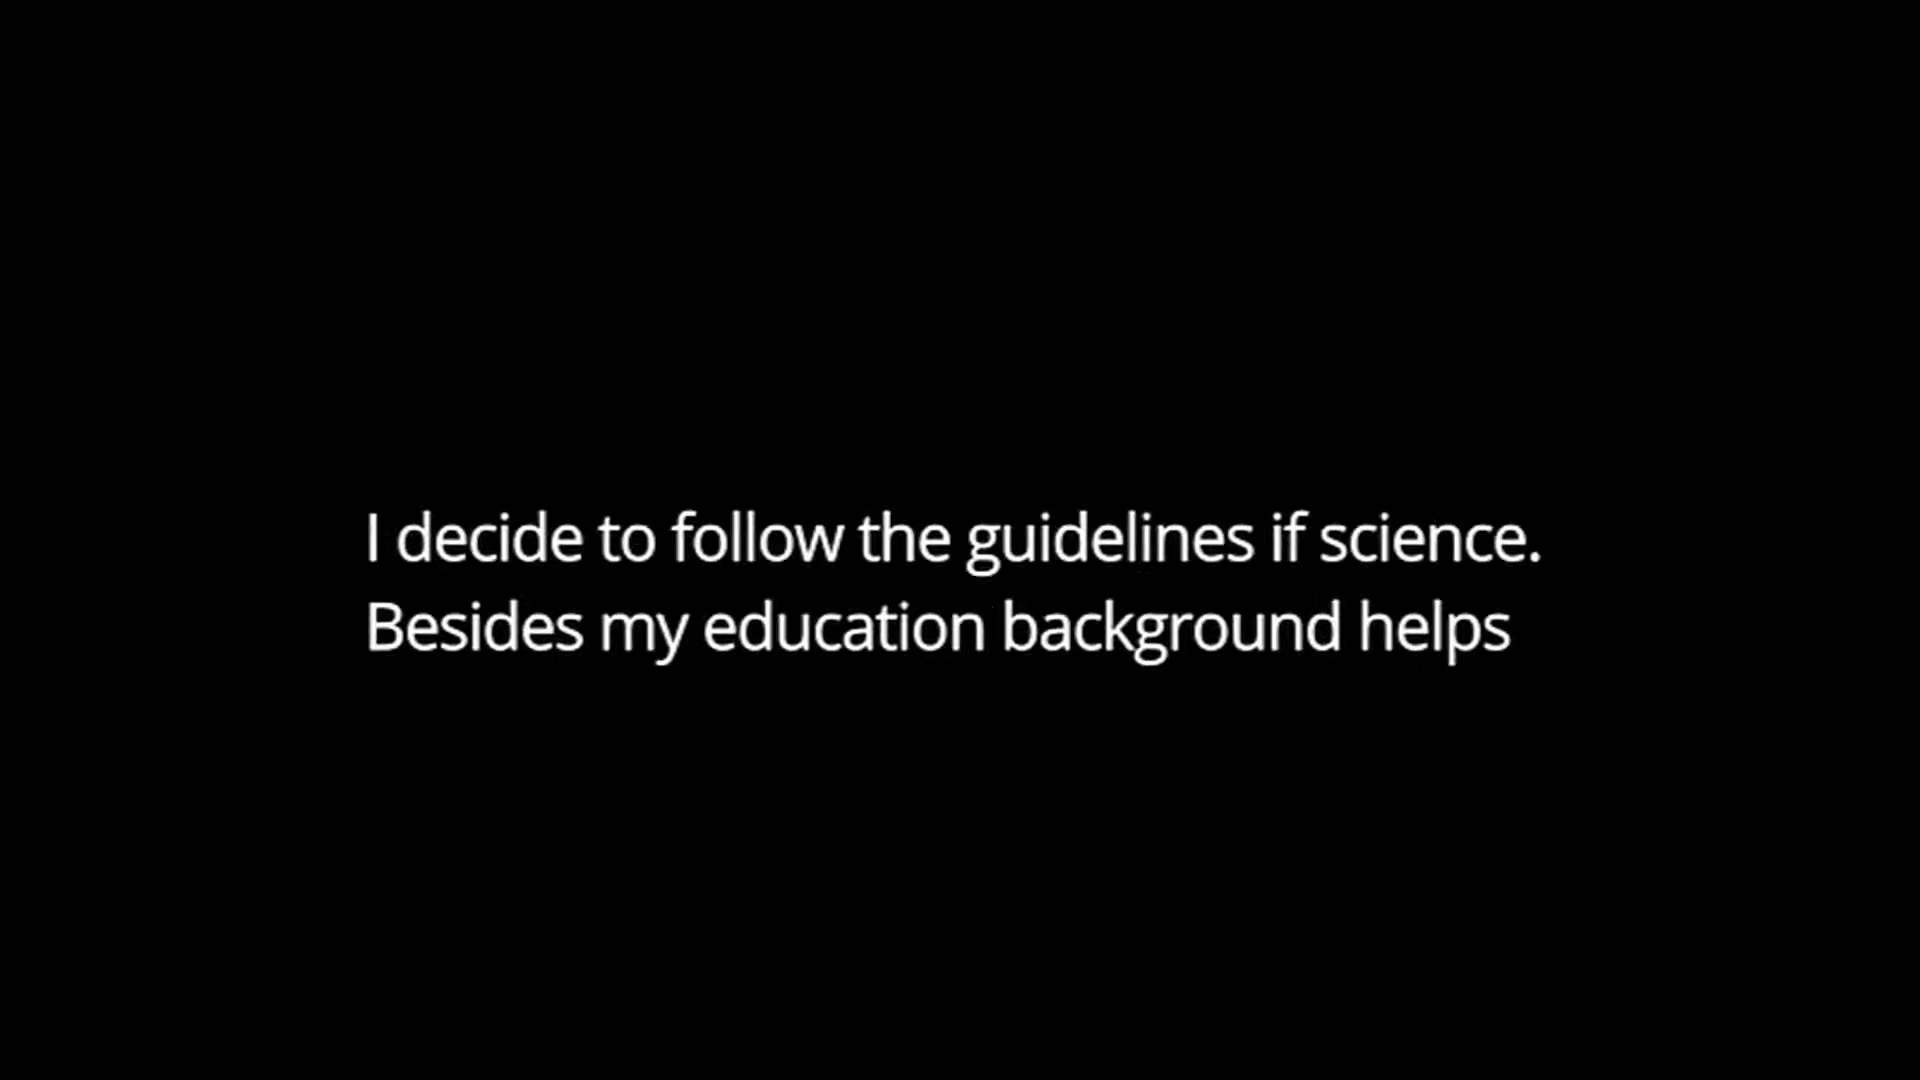 I decide to follow the guidelines if science.
Besides my education background helps